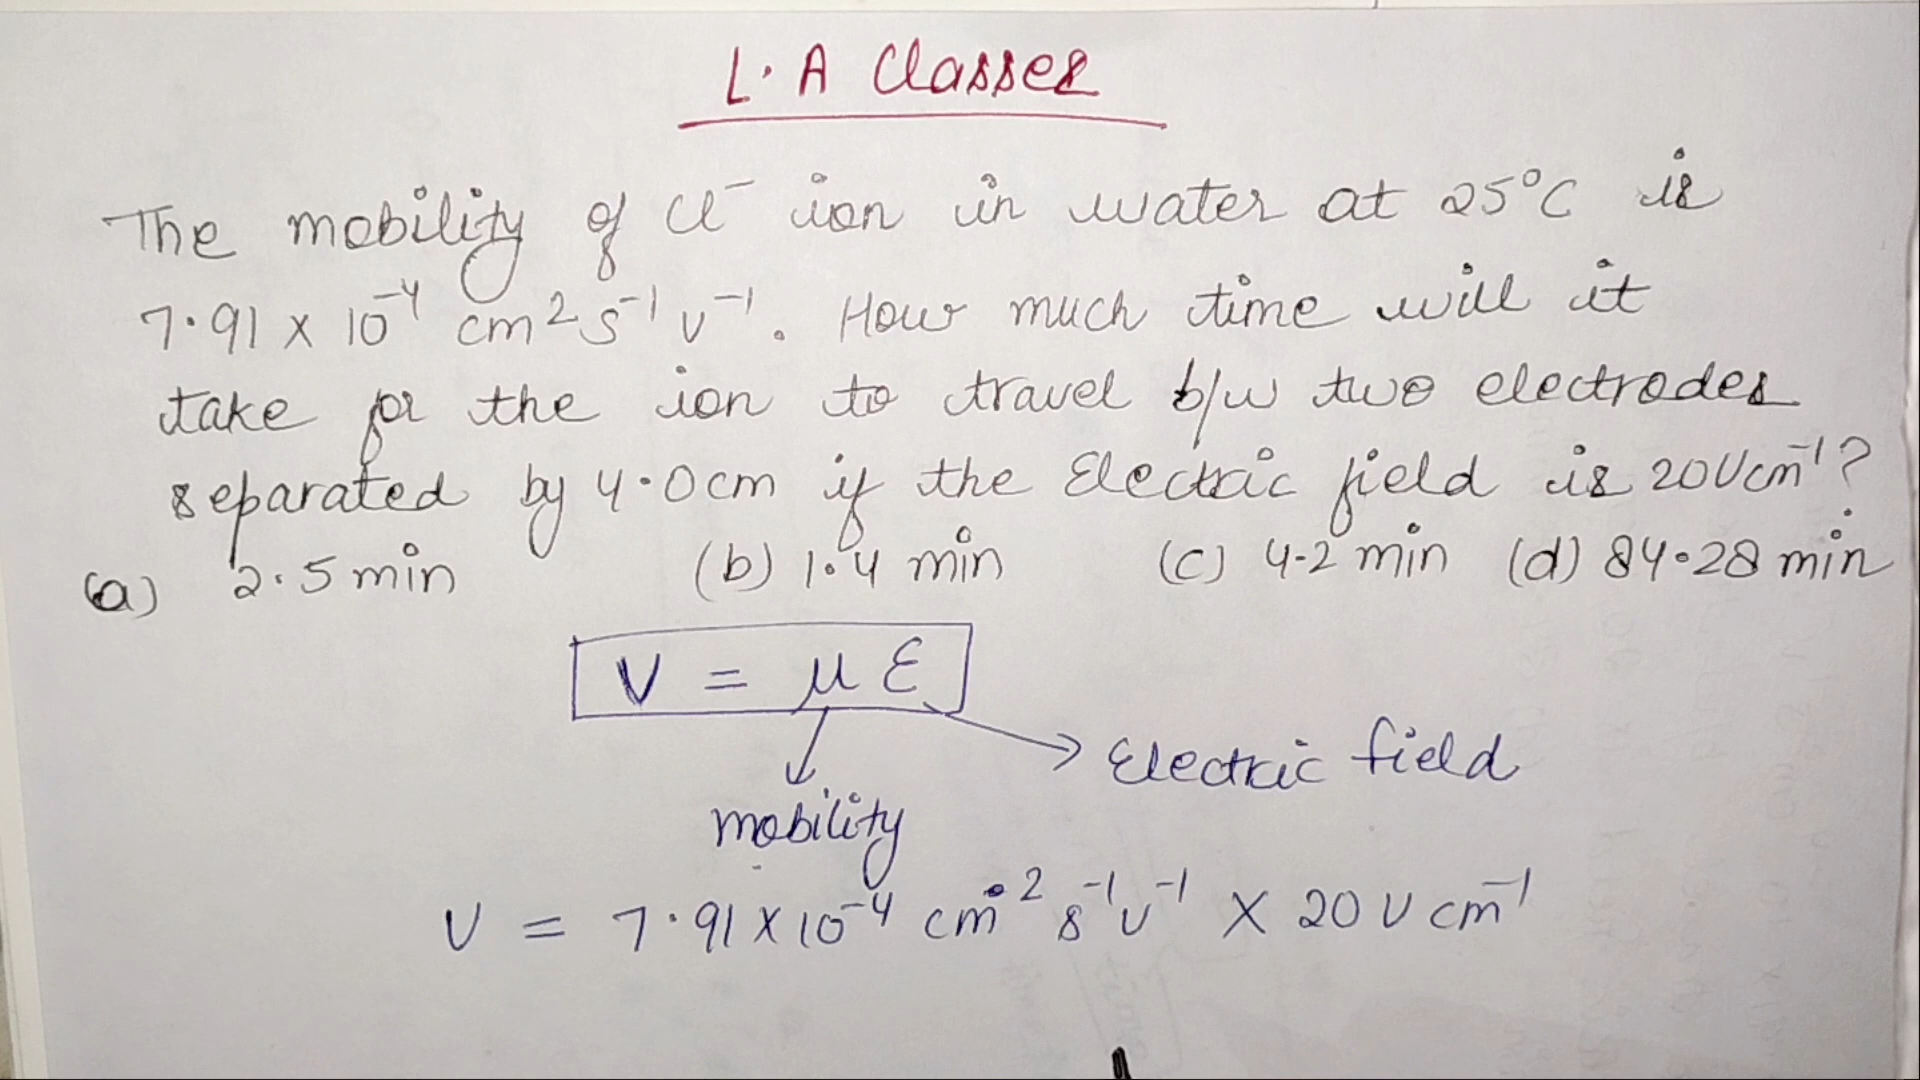 L.A Classes
The mobility of Cl⁻ ion in water at 25°C is
7.91 x 10⁻⁴ cm² s⁻¹ v⁻¹. How much time will it
take for the ion to travel b/w two electrodes
separated by 4.0cm if the Electric field is 20Vcm⁻¹?
(a) 2.5 min (b) 1.4 min (c) 4.2 min (d) 84.28 min
V = μ ℇ
Electric field
mobility
V = 7.91 x 10⁻⁴ cm² s⁻¹ v⁻¹ X 20 V cm⁻¹